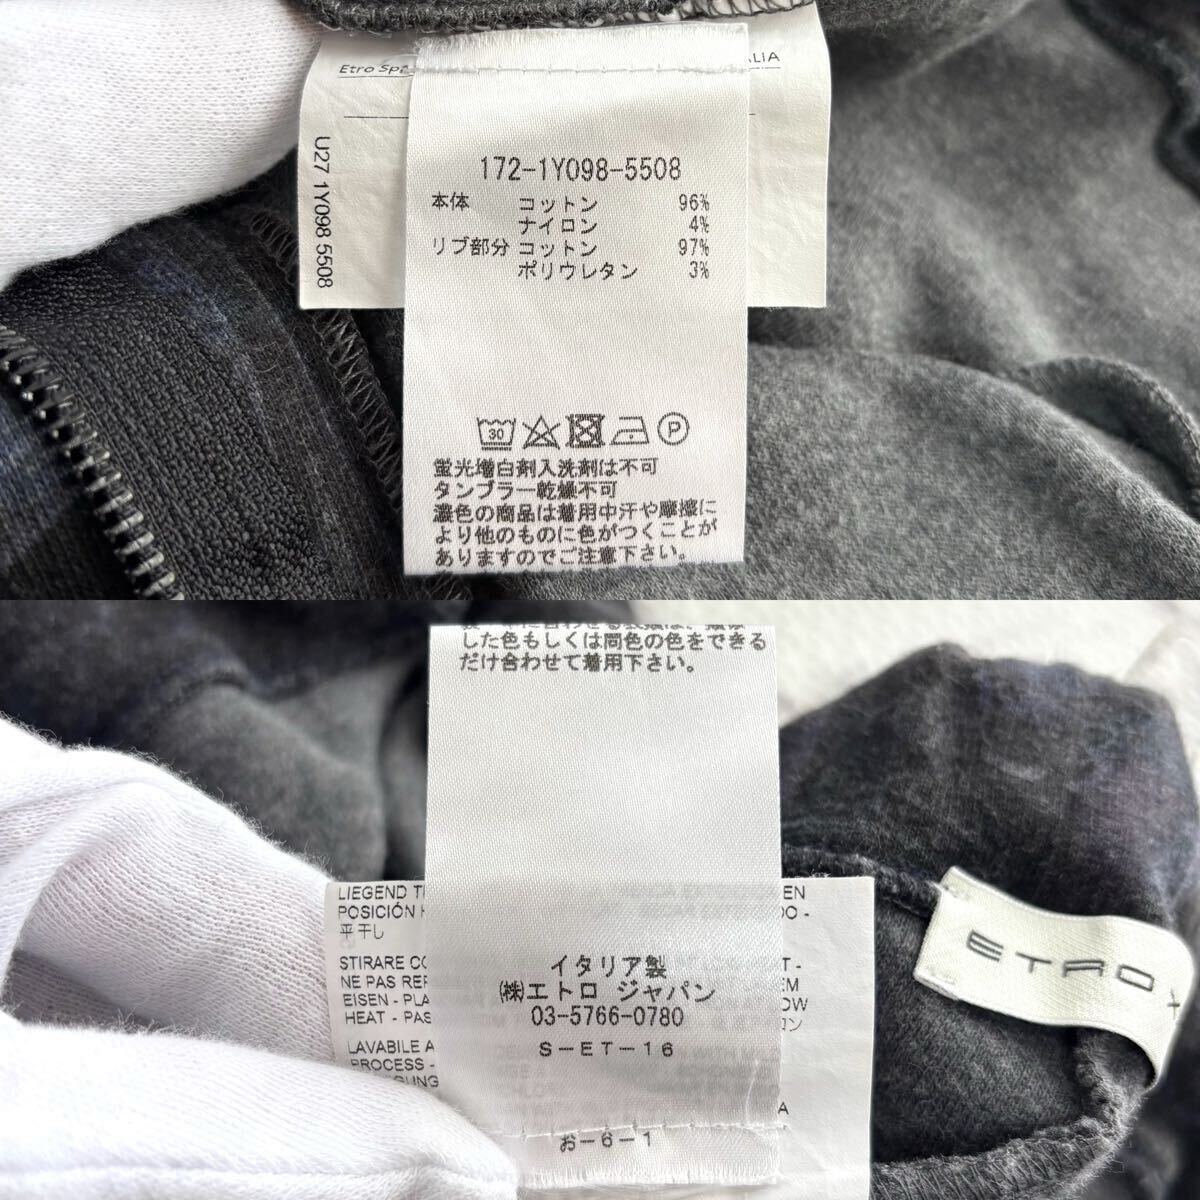 Etro Sp
ALIA
U27 1Y098 5508
172-1Y098-5508
本体 コットン 96%
ナイロン 4%
リブ部分 コットン 97%
ポリウレタン 3%
30
P
蛍光増白剤入洗剤は不可
タンブラー乾燥不可
濃色の商品は着用中汗や摩擦に
より他のものに色がつくことが
ありますのでご注意下さい。
した色もしくは同色の色をできる
だけ合わせて着用下さい。
LIEGEND T
POSICIÓN
平干し
STIRARE CO
NE PAS REP
EISEN - PLA
HEAT - PAS
LAVABILE A
PROCESS -
イタリア製
㈱エトロ ジャパン
03-5766-0780
S-ET-16
お-6-1
ETRO